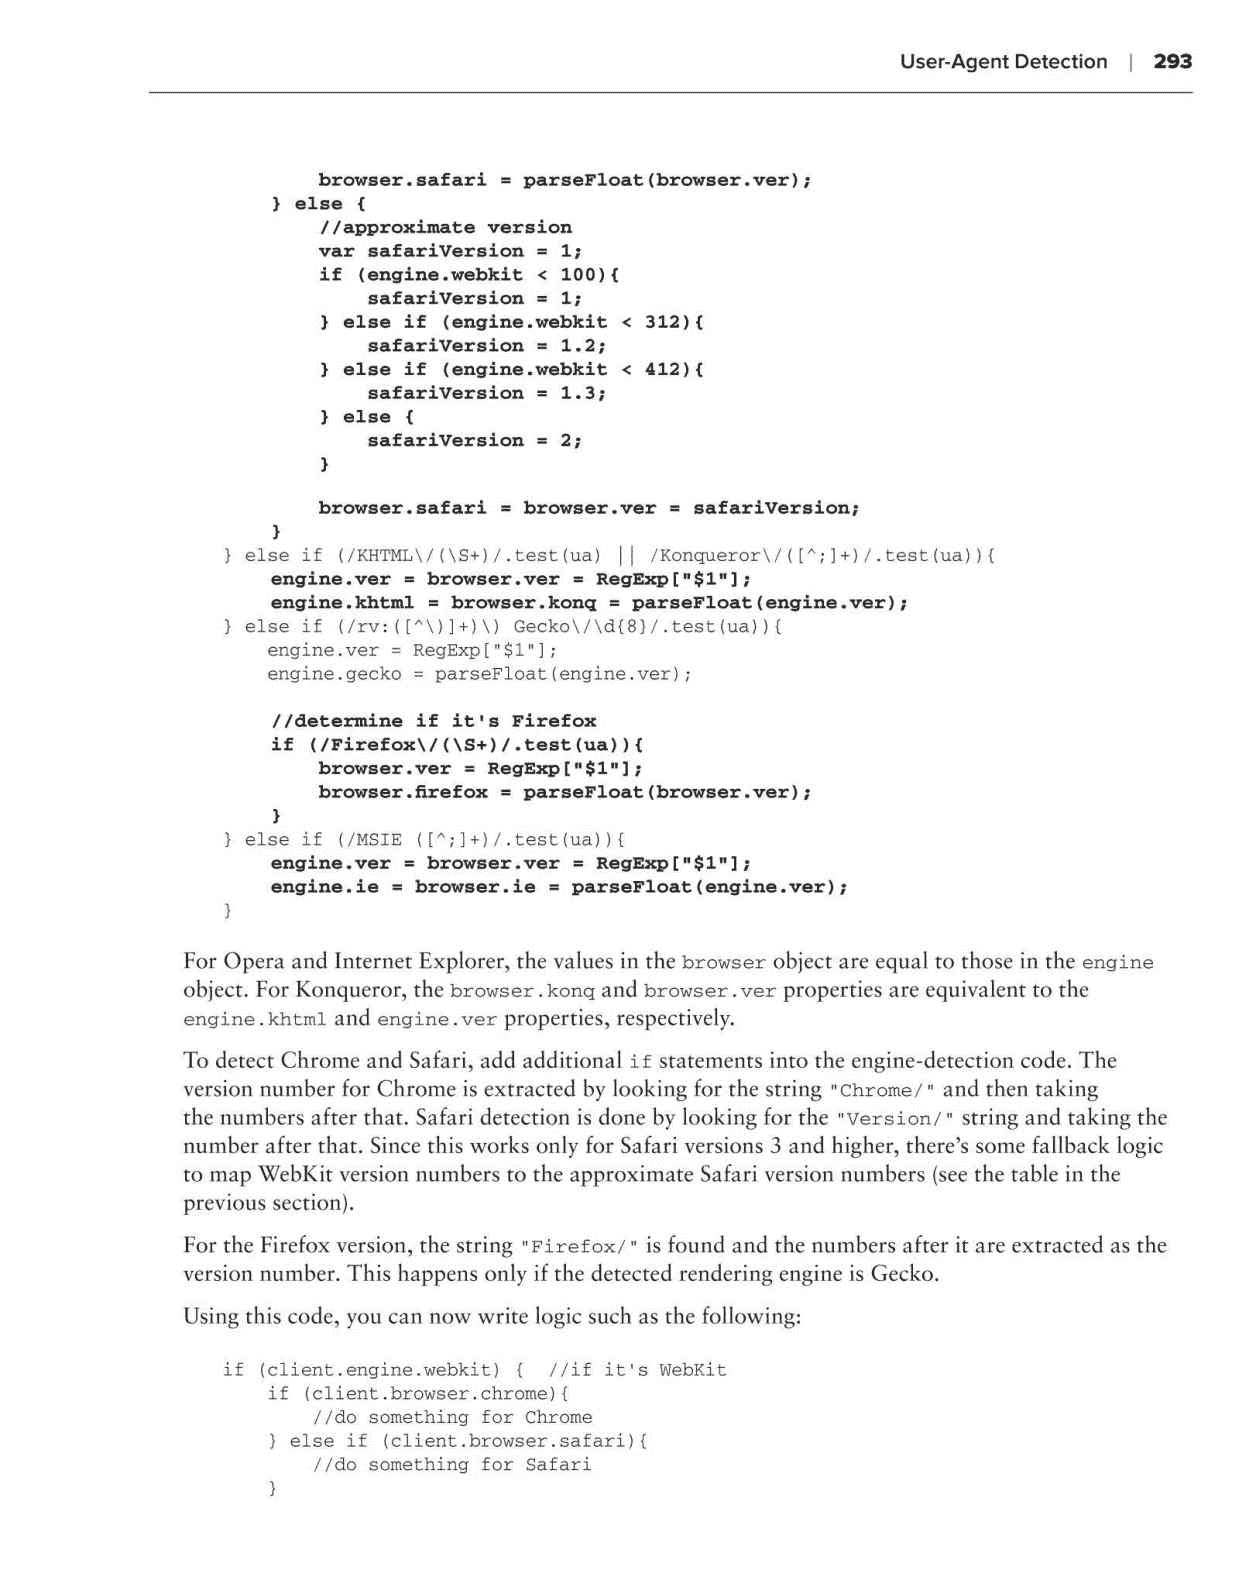 User-Agent Detection | 293
browser.safari = parseFloat(browser.ver);
} else {
//approximate version
var safariVersion = 1;
if (engine.webkit < 100){
safariVersion = 1;
} else if (engine.webkit < 312){
safariVersion = 1.2;
} else if (engine.webkit < 412){
safariVersion = 1.3;
} else {
safariVersion = 2;
}
browser.safari = browser.ver = safariVersion;
}
} else if (/KHTML\/(\S+)/.test(ua) || /Konqueror\/([^;]+)/.test(ua)){
engine.ver = browser.ver = RegExp["$1"];
engine.khtml = browser.konq = parseFloat(engine.ver);
} else if (/rv:([^\)]+)\) Gecko\/\d{8}/.test(ua)){
engine.ver = RegExp["$1"];
engine.gecko = parseFloat(engine.ver);
//determine if it's Firefox
if (/Firefox\/(\S+)/.test(ua)){
browser.ver = RegExp["$1"];
browser.firefox = parseFloat(browser.ver);
}
} else if (/MSIE ([^;]+)/.test(ua)){
engine.ver = browser.ver = RegExp["$1"];
engine.ie = browser.ie = parseFloat(engine.ver);
}
For Opera and Internet Explorer, the values in the browser object are equal to those in the engine
object. For Konqueror, the browser.konq and browser.ver properties are equivalent to the
engine.khtml and engine.ver properties, respectively.
To detect Chrome and Safari, add additional if statements into the engine-detection code. The
version number for Chrome is extracted by looking for the string "Chrome/" and then taking
the numbers after that. Safari detection is done by looking for the "Version/" string and taking the
number after that. Since this works only for Safari versions 3 and higher, there's some fallback logic
to map WebKit version numbers to the approximate Safari version numbers (see the table in the
previous section).
For the Firefox version, the string "Firefox/" is found and the numbers after it are extracted as the
version number. This happens only if the detected rendering engine is Gecko.
Using this code, you can now write logic such as the following:
if (client.engine.webkit) { //if it's WebKit
if (client.browser.chrome){
//do something for Chrome
} else if (client.browser.safari){
//do something for Safari
}